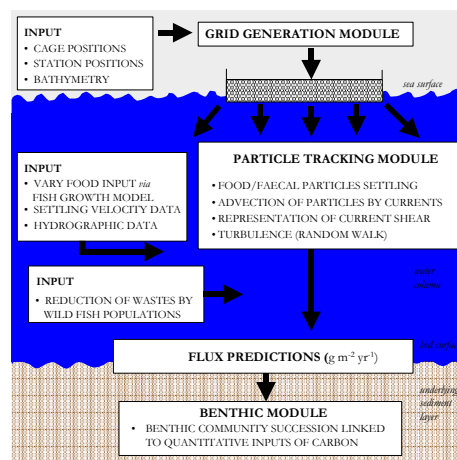 INPUT
• CAGE POSITIONS
• STATION POSITIONS
• BATHYMETRY
GRID GENERATION MODULE
sea surface
INPUT
• VARY FOOD INPUT via
FISH GROWTH MODEL
• SETTLING VELOCITY DATA
• HYDROGRAPHIC DATA
PARTICLE TRACKING MODULE
• FOOD/FAECAL PARTICLES SETTLING
• ADVECTION OF PARTICLES BY CURRENTS
• REPRESENTATION OF CURRENT SHEAR
• TURBULENCE (RANDOM WALK)
water
column
INPUT
• REDUCTION OF WASTES BY
WILD FISH POPULATIONS
bed surface
FLUX PREDICTIONS (g m⁻² yr⁻¹)
underlying
sediment
layer
BENTHIC MODULE
• BENTHIC COMMUNITY SUCCESSION LINKED
TO QUANTITATIVE INPUTS OF CARBON